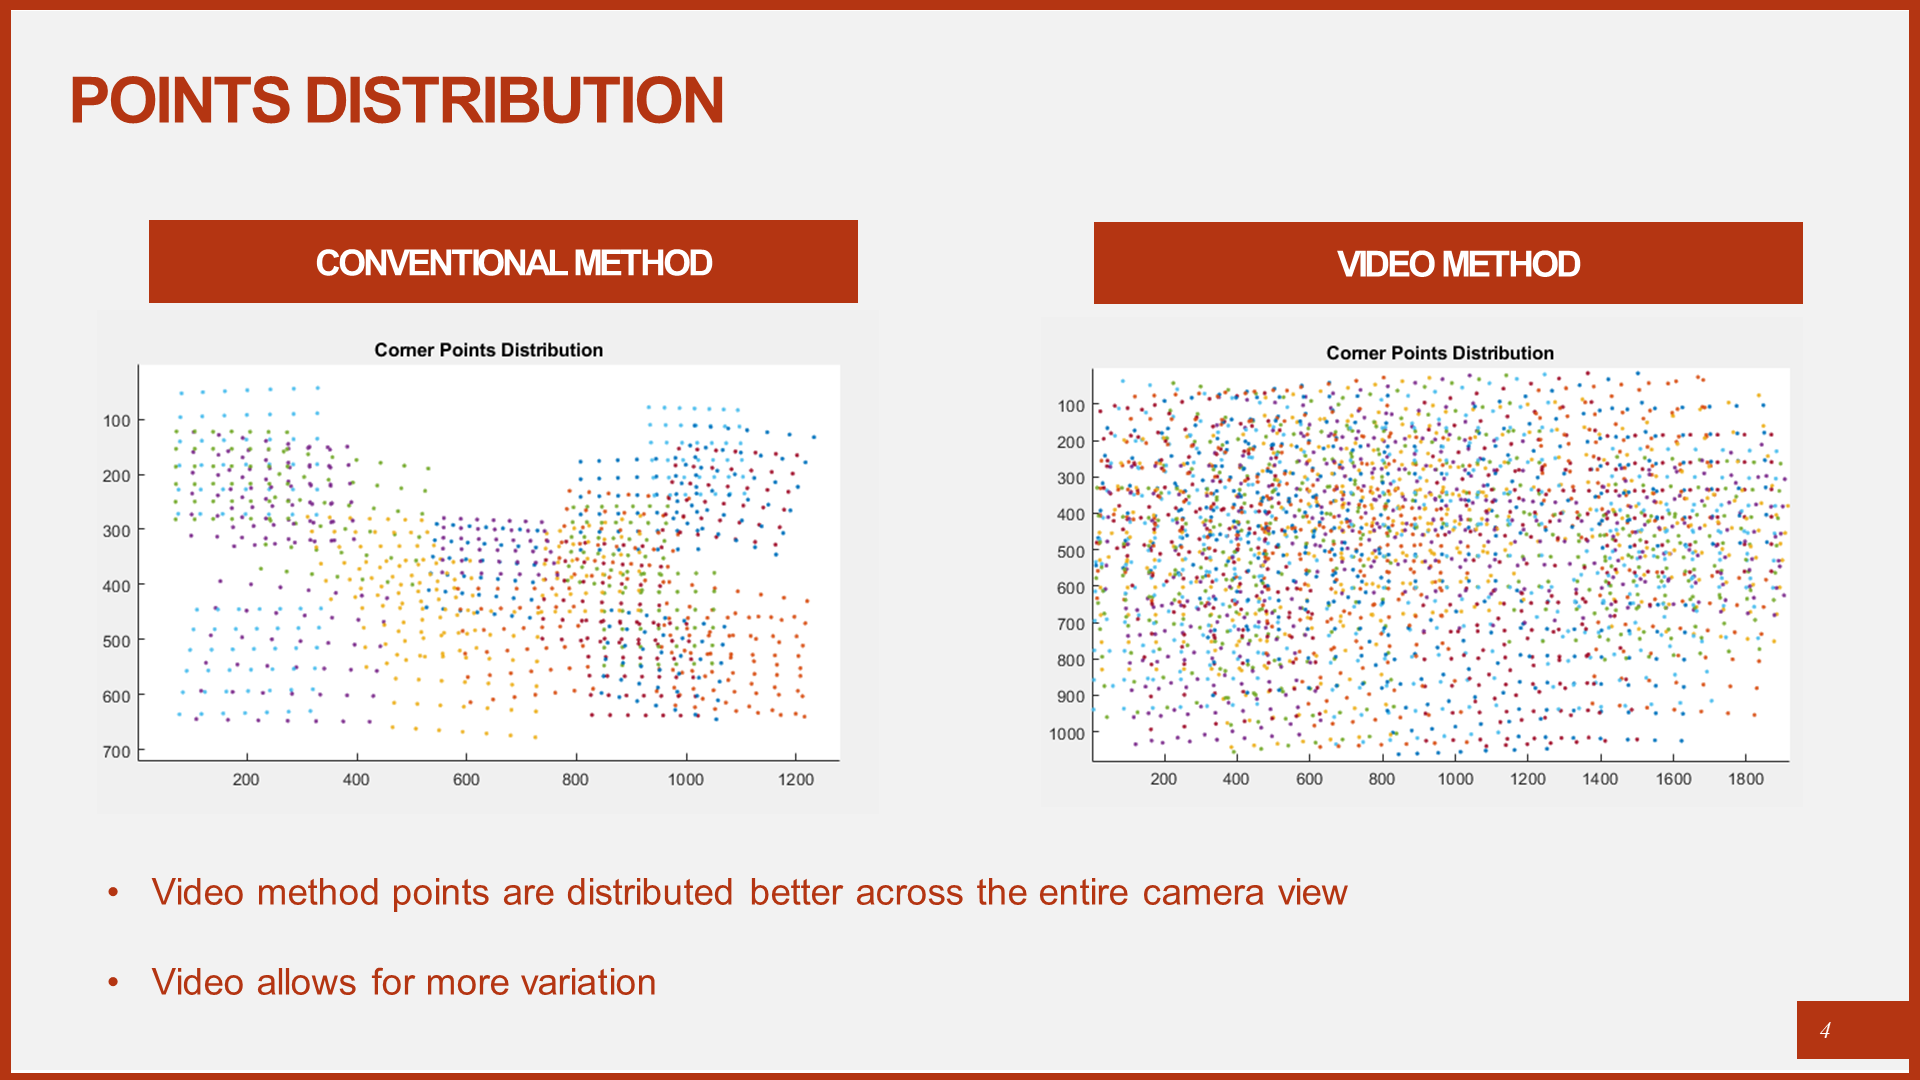 POINTS DISTRIBUTION
CONVENTIONAL METHOD
Corner Points Distribution
100
200
300
400
500
600
700
200 400 600 800 1000 1200
VIDEO METHOD
Corner Points Distribution
100
200
300
400
500
600
700
800
900
1000
200 400 600 800 1000 1200 1400 1600 1800
• Video method points are distributed better across the entire camera view
• Video allows for more variation
4